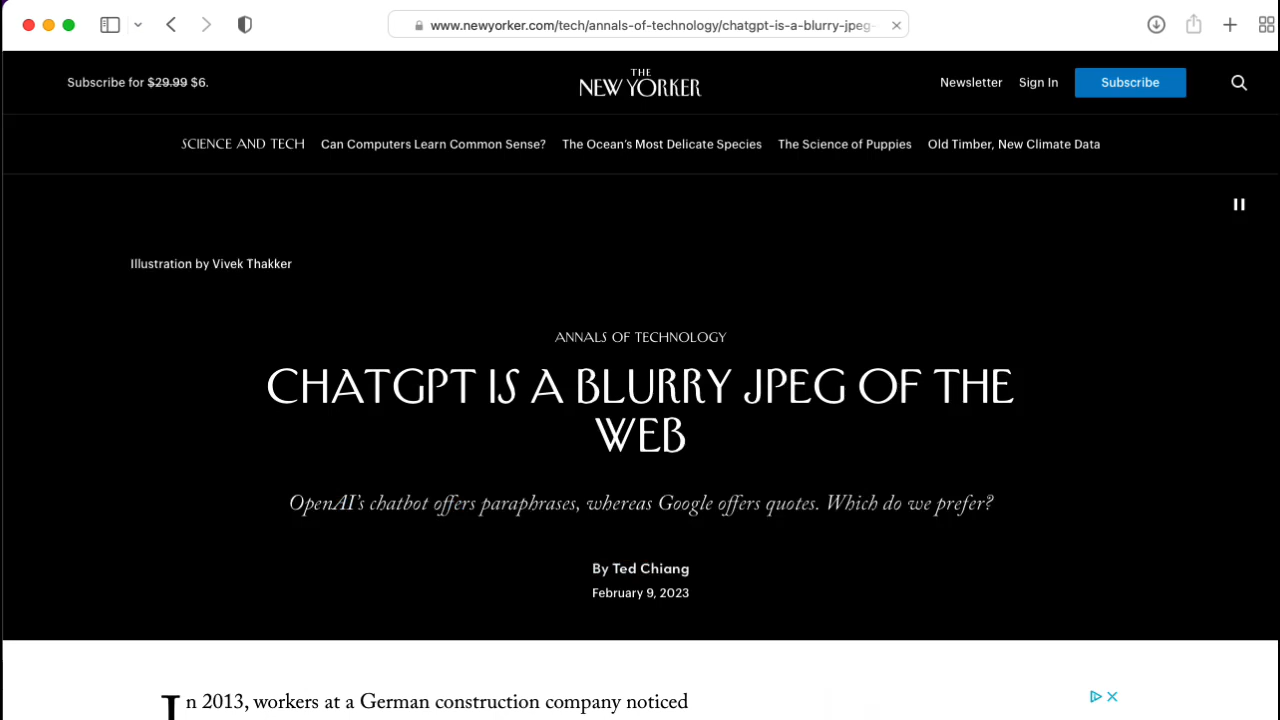 www.newyorker.com/tech/annals-of-technology/chatgpt-is-a-blurry-jpeg-
Subscribe for $29.99 $6.
THE
NEW YORKER
Newsletter Sign In Subscribe
SCIENCE AND TECH Can Computers Learn Common Sense? The Ocean's Most Delicate Species The Science of Puppies Old Timber, New Climate Data
Illustration by Vivek Thakker
ANNALS OF TECHNOLOGY
CHATGPT IS A BLURRY JPEG OF THE
WEB
OpenAI's chatbot offers paraphrases, whereas Google offers quotes. Which do we prefer?
By Ted Chiang
February 9, 2023
In 2013, workers at a German construction company noticed